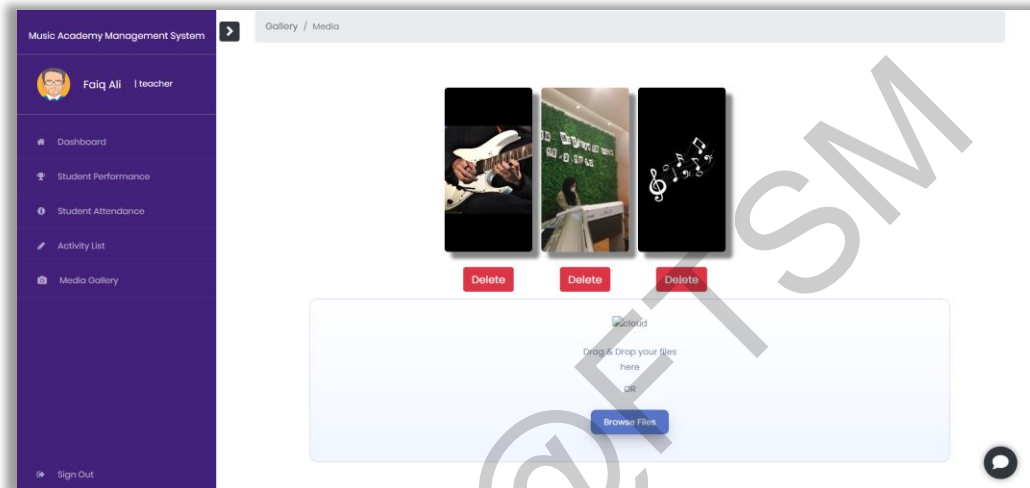 Music Academy Management System
Gallery / Media
Faiq Ali | teacher
Dashboard
Student Performance
Student Attendance
Activity List
Media Gallery
Delete Delete Delete
cloud
Drag & Drop your files
here
OR
Browse Files
Sign Out
@FTSM